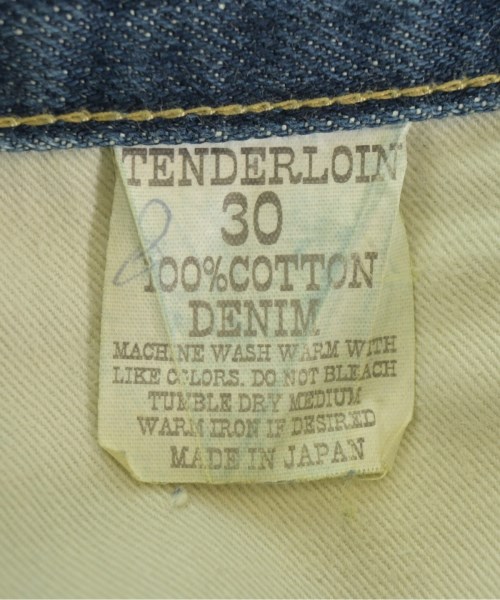 TENDERLOIN
30
100%COTTON
DENIM
MACHINE WASH WARM WITH
LIKE COLORS. DO NOT BLEACH
TUMBLE DRY MEDIUM
WARM IRON IF DESIRED
MADE IN JAPAN